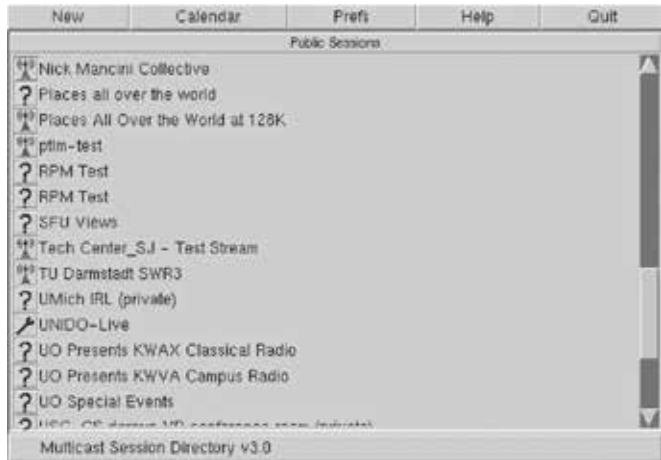 New Calendar Prefs Help Quit
Public Sessions
Nick Mancini Collective
? Places all over the world
Places All Over the World at 128K
ptim-test
? RPM Test
? RPM Test
? SFU Views
Tech Center_SJ - Test Stream
TU Darmstadt SWR3
? UMich IRL (private)
UNIDO-Live
? UO Presents KWAX Classical Radio
? UO Presents KWVA Campus Radio
? UO Special Events
? room (private)
Multicast Session Directory v3.0